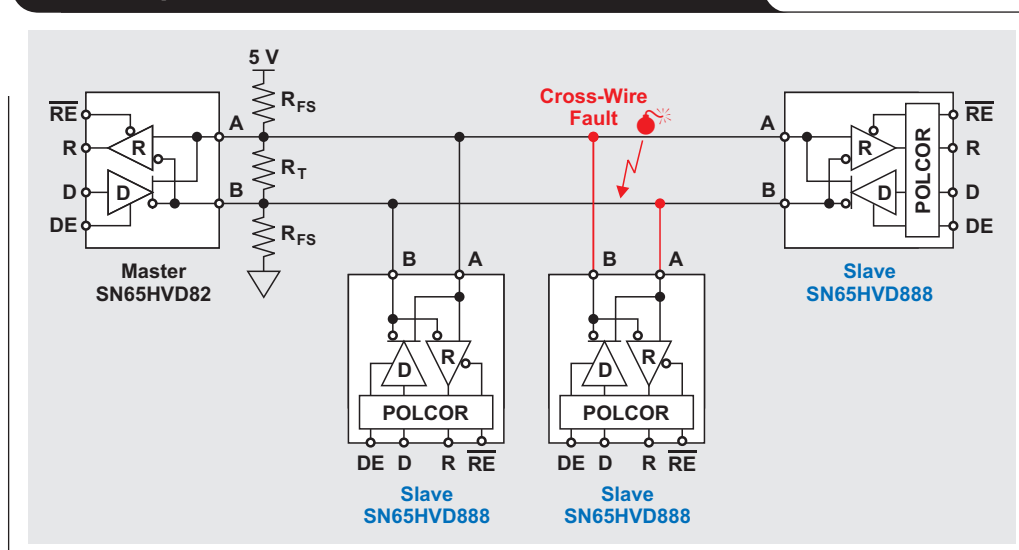 5 V
R_FS
Cross-Wire
Fault
RE
A
A
RE
R
R
R
R
R_T
D
D
B
B
D
D
DE
DE
POLCOR
R_FS
Master
SN65HVD82
B
A
B
A
Slave
SN65HVD888
R
R
D
D
POLCOR
POLCOR
DE D R RE
DE D R RE
Slave
SN65HVD888
Slave
SN65HVD888